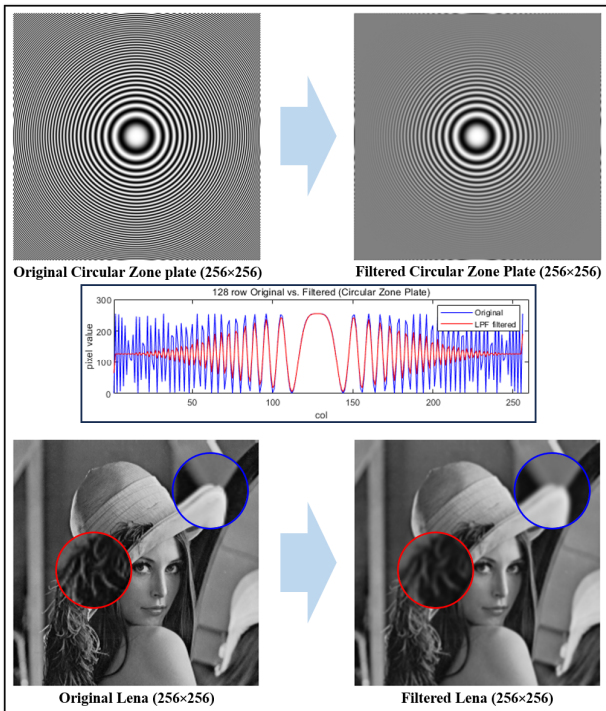 Original Circular Zone plate (256×256)
Filtered Circular Zone Plate (256×256)
128 row Original vs. Filtered (Circular Zone Plate)
300
200
100
0
pixel value
Original
LPF filtered
50
100
150
200
250
col
Original Lena (256×256)
Filtered Lena (256×256)